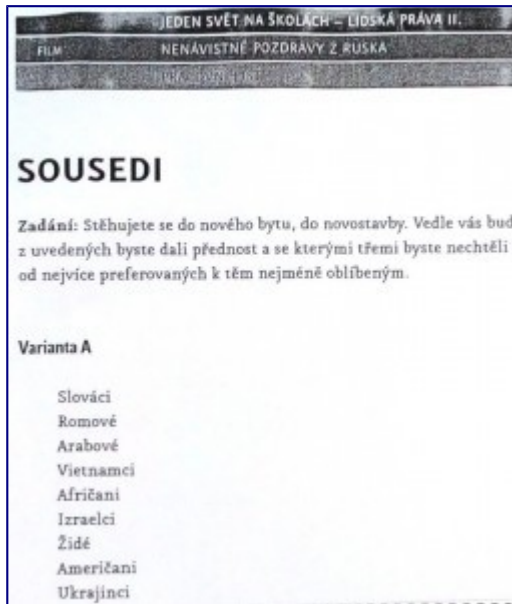 JEDEN SVĚT NA ŠKOLÁCH – LIDSKÁ PRÁVA II.
FILM NENÁVISTNÉ POZDRAVY Z RUSKA
SOUSEDI
Zadání: Stěhujete se do nového bytu, do novostavby. Vedle vás bud
z uvedených byste dali přednost a se kterými třemi byste nechtěli
od nejvíce preferovaných k těm nejméně oblíbeným.
Varianta A
Slováci
Romové
Arabové
Vietnamci
Afričani
Izraelci
Židé
Američani
Ukrajinci